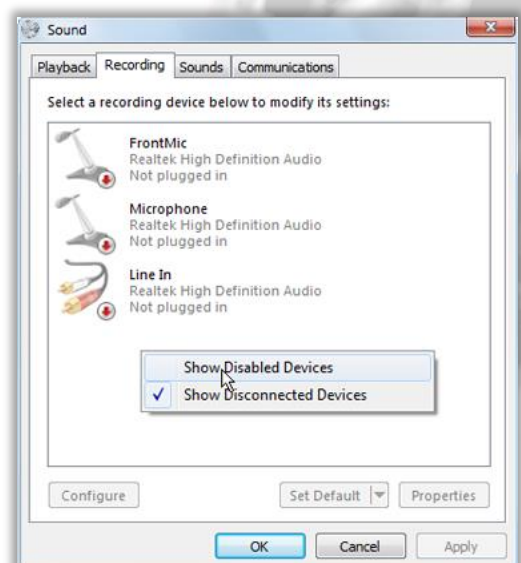 Sound
Playback Recording Sounds Communications
Select a recording device below to modify its settings:
FrontMic
Realtek High Definition Audio
Not plugged in
Microphone
Realtek High Definition Audio
Not plugged in
Line In
Realtek High Definition Audio
Not plugged in
Show Disabled Devices
Show Disconnected Devices
Configure Set Default Properties
OK Cancel Apply